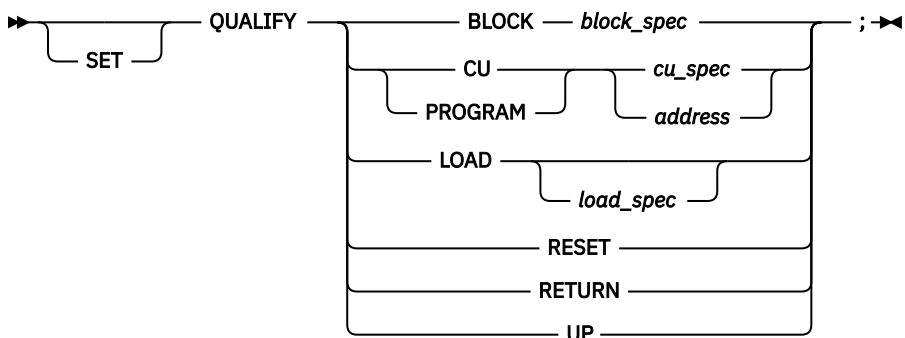 QUALIFY BLOCK block_spec ;
SET CU cu_spec
PROGRAM address
LOAD
load_spec
RESET
RETURN
UP